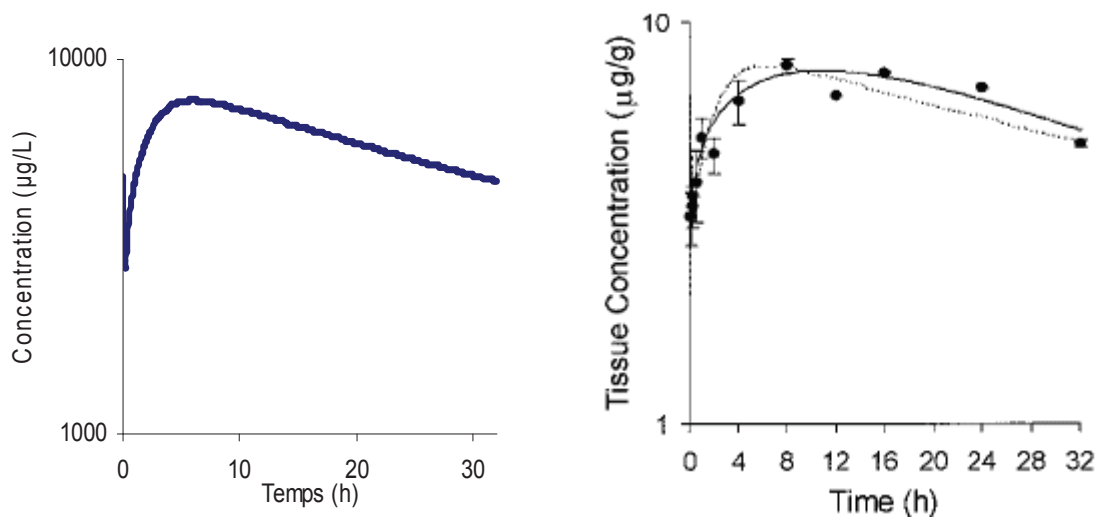 10000
Concentration (µg/L)
1000
0
10
20
30
Temps (h)
10
Tissue Concentration (µg/g)
1
0 4 8 12 16 20 24 28 32
Time (h)